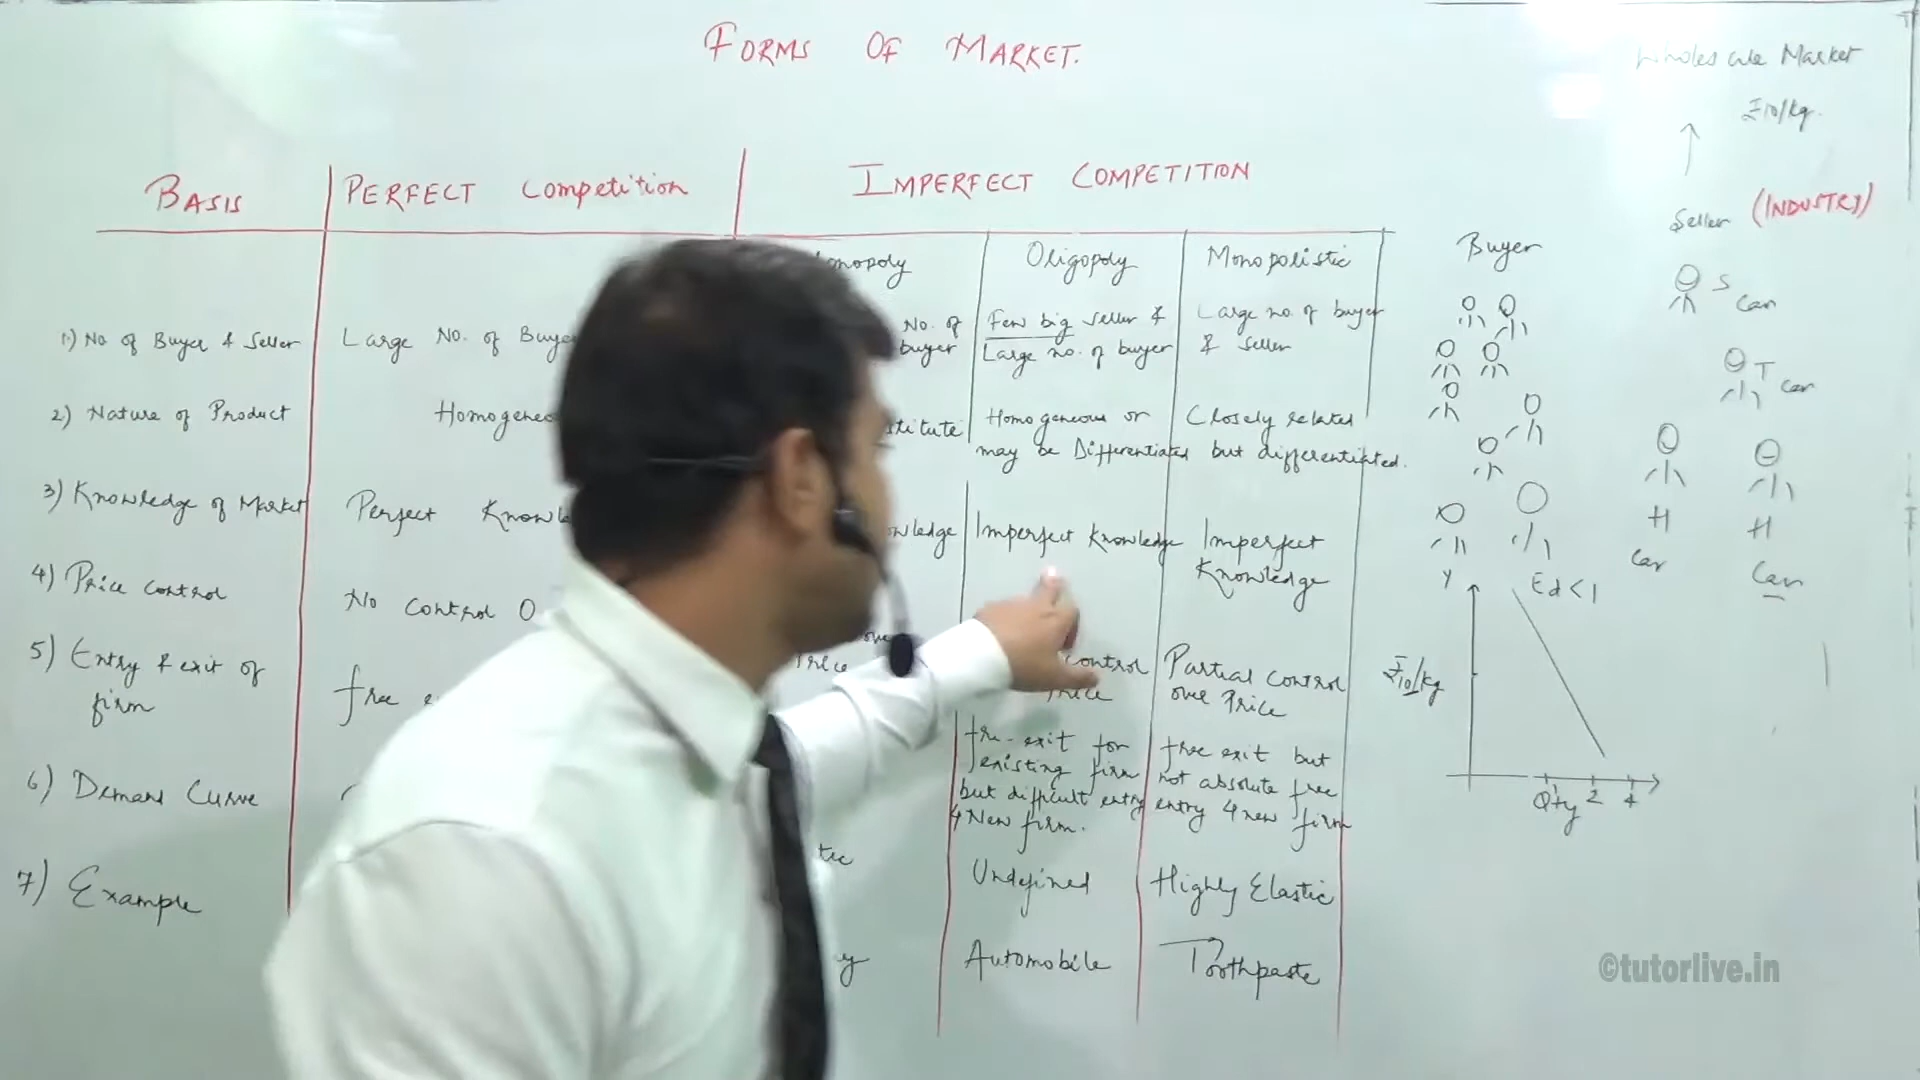 FORMS OF MARKET.
Wholesale Market
₹10/kg.
Seller (INDUSTRY)
BASIS
PERFECT Competition
IMPERFECT COMPETITION
Oligopoly
Monopolistic
Buyer
1) No of Buyer & Seller
Large No. of
No. of
buyer
Few big seller &
Large no. of buyer
Large no. of buyer
& seller
S
Car
T
Car
2) Nature of Product
Homogeneous or
may be Differentiated
Closely related
but differentiated.
H
Car
H
Car
3) Knowledge of Market
Perfect
Imperfect Knowledge
Imperfect
Knowledge
4) Price control
No control
control
Price
Partial control
over Price
5) Entry & exit of
firm
free
free exit for
existing firm
but difficult entry
4 New firm.
free exit but
not absolute free
entry 4 new firm
6) Demand Curve
Undefined
Highly Elastic
7) Example
Automobile
Toothpaste
Y
Ed<1
₹10/kg
Qty 2 4
©tutorlive.in